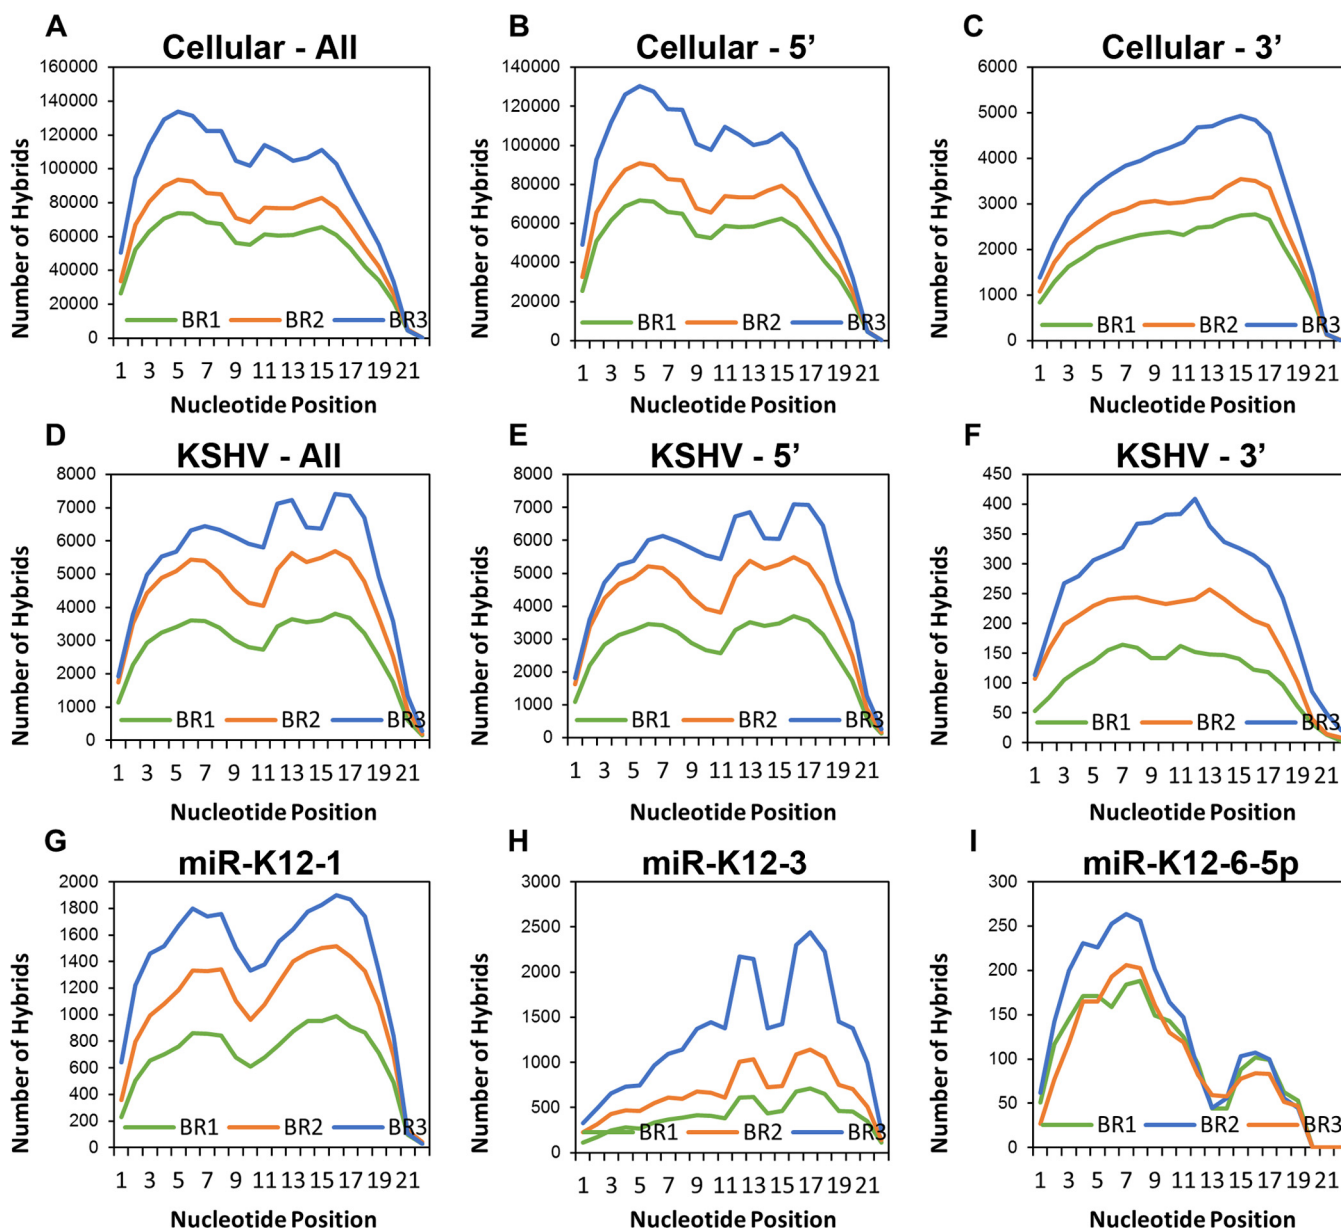 A
Cellular - All
160000
140000
120000
100000
80000
60000
40000
20000
0
Number of Hybrids
BR1 BR2 BR3
1 3 5 7 9 11 13 15 17 19 21
Nucleotide Position
B
Cellular - 5’
140000
120000
100000
80000
60000
40000
20000
0
Number of Hybrids
BR1 BR2 BR3
1 3 5 7 9 11 13 15 17 19 21
Nucleotide Position
C
Cellular - 3’
6000
5000
4000
3000
2000
1000
0
Number of Hybrids
BR1 BR2 BR3
1 3 5 7 9 11 13 15 17 19 21
Nucleotide Position
D
KSHV - All
8000
7000
6000
5000
4000
3000
2000
1000
0
Number of Hybrids
BR1 BR2 BR3
1 3 5 7 9 11 13 15 17 19 21
Nucleotide Position
E
KSHV - 5’
8000
7000
6000
5000
4000
3000
2000
1000
0
Number of Hybrids
BR1 BR2 BR3
1 3 5 7 9 11 13 15 17 19 21
Nucleotide Position
F
KSHV - 3’
450
400
350
300
250
200
150
100
50
0
Number of Hybrids
BR1 BR2 BR3
1 3 5 7 9 11 13 15 17 19 21
Nucleotide Position
G
miR-K12-1
2000
1800
1600
1400
1200
1000
800
600
400
200
0
Number of Hybrids
BR1 BR2 BR3
1 3 5 7 9 11 13 15 17 19 21
Nucleotide Position
H
miR-K12-3
3000
2500
2000
1500
1000
500
0
Number of Hybrids
BR1 BR2 BR3
1 3 5 7 9 11 13 15 17 19 21
Nucleotide Position
I
miR-K12-6-5p
300
250
200
150
100
50
0
Number of Hybrids
BR1 BR2 BR3
1 3 5 7 9 11 13 15 17 19 21
Nucleotide Position